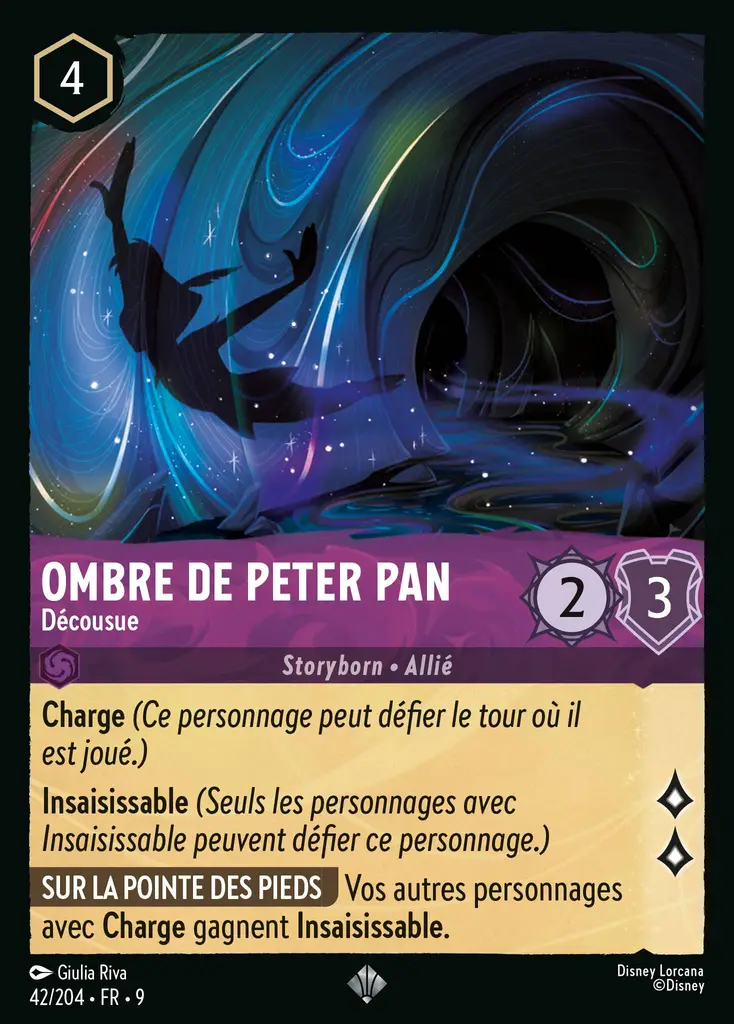 4
OMBRE DE PETER PAN
Décousue
2
3
Storyborn • Allié
Charge (Ce personnage peut défier le tour où il
est joué.)
Insaisissable (Seuls les personnages avec
Insaisissable peuvent défier ce personnage.)
SUR LA POINTE DES PIEDS Vos autres personnages
avec Charge gagnent Insaisissable.
Giulia Riva
42/204 • FR • 9
Disney Lorcana
©Disney